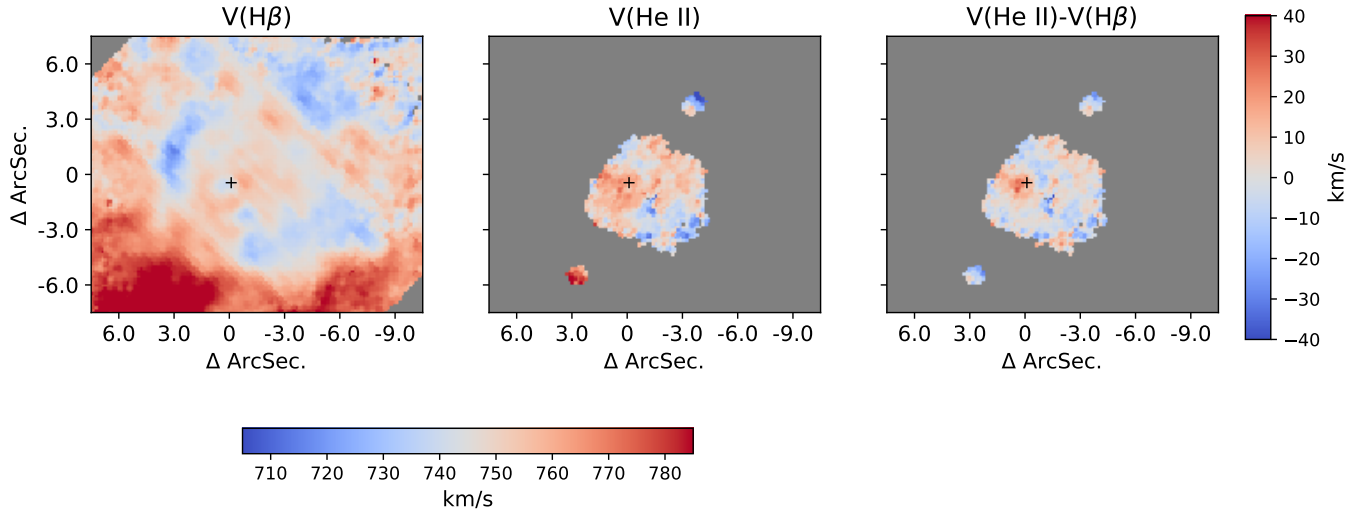 V(Hβ)
V(He II)
V(He II)-V(Hβ)
Δ ArcSec.
6.0
3.0
0
-3.0
-6.0
6.0 3.0 0 -3.0 -6.0 -9.0
Δ ArcSec.
6.0 3.0 0 -3.0 -6.0 -9.0
Δ ArcSec.
6.0 3.0 0 -3.0 -6.0 -9.0
Δ ArcSec.
40
30
20
10
0
−10
−20
−30
−40
km/s
710 720 730 740 750 760 770 780
km/s